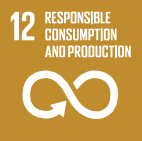 12 RESPONSIBLE
CONSUMPTION
AND PRODUCTION